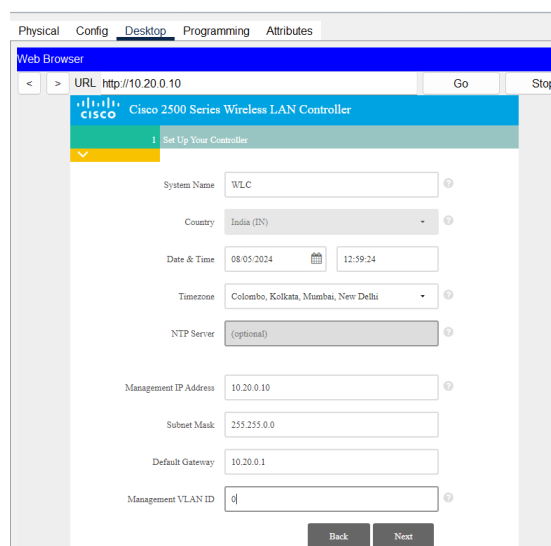 Physical Config Desktop Programming Attributes
Web Browser
< > URL http://10.20.0.10 Go Stop
CISCO Cisco 2500 Series Wireless LAN Controller
1 Set Up Your Controller
System Name WLC ?
Country India (IN) ?
Date & Time 08/05/2024 12:59:24
Timezone Colombo, Kolkata, Mumbai, New Delhi ?
NTP Server (optional) ?
Management IP Address 10.20.0.10 ?
Subnet Mask 255.255.0.0
Default Gateway 10.20.0.1
Management VLAN ID 0 ?
Back Next